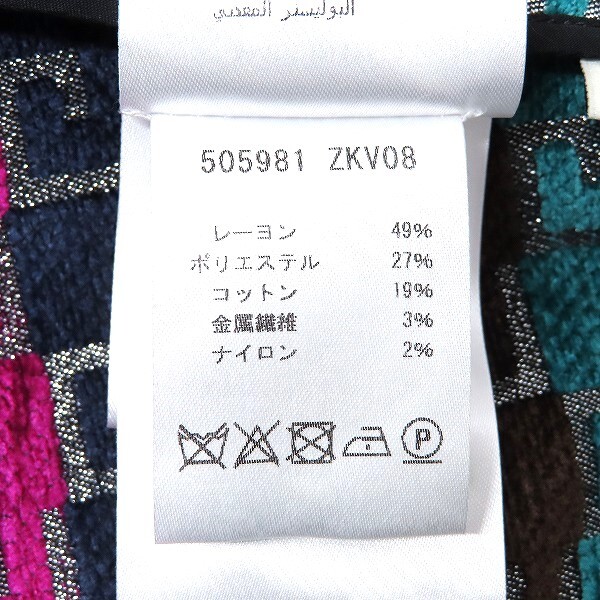 البوليستر المعدني
505981 ZKV08
レーヨン 49%
ポリエステル 27%
コットン 19%
金属繊維 3%
ナイロン 2%
P